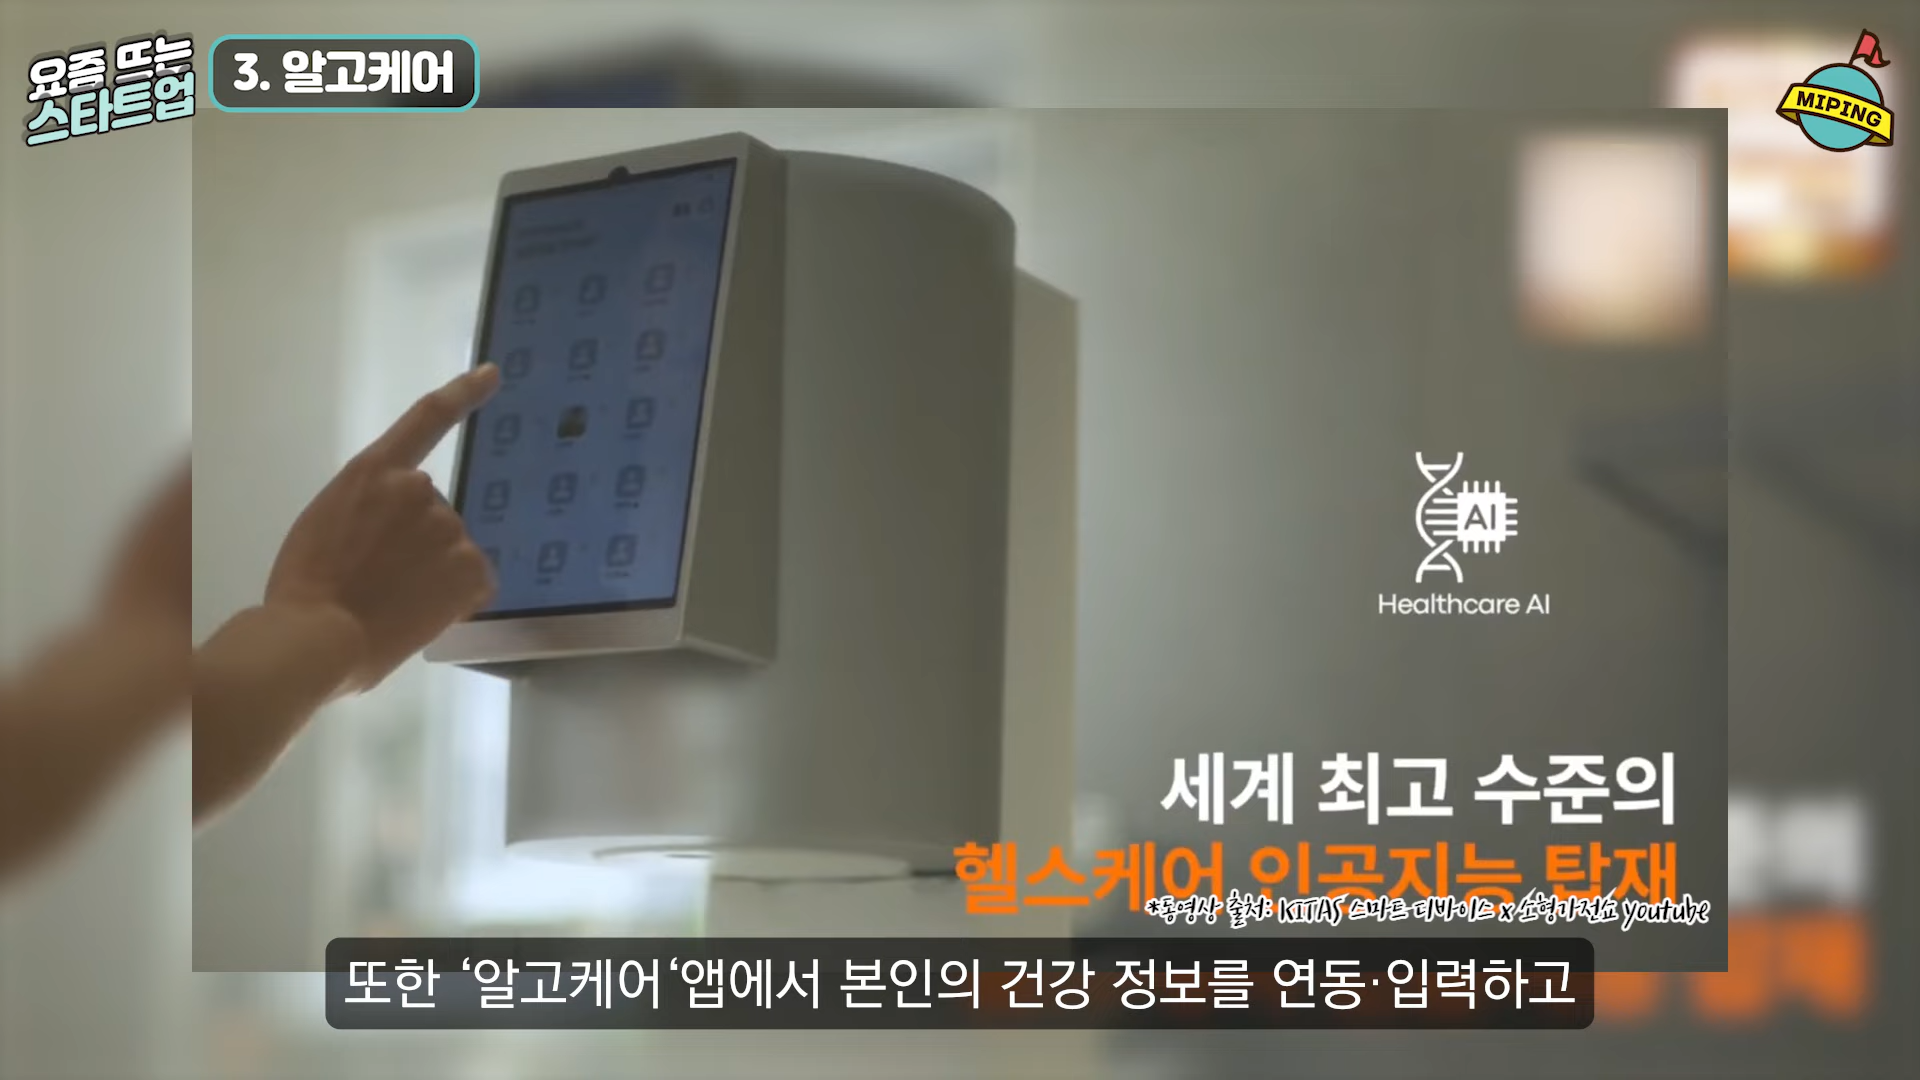 요즘 뜨는
스타트업
3. 알고케어
MIPING
AI
Healthcare AI
세계 최고 수준의
헬스케어 인공지능 탑재
*동영상 출처: KITAS 스마트 디바이스 x 소형가전쇼 youtube
또한 ‘알고케어‘앱에서 본인의 건강 정보를 연동·입력하고